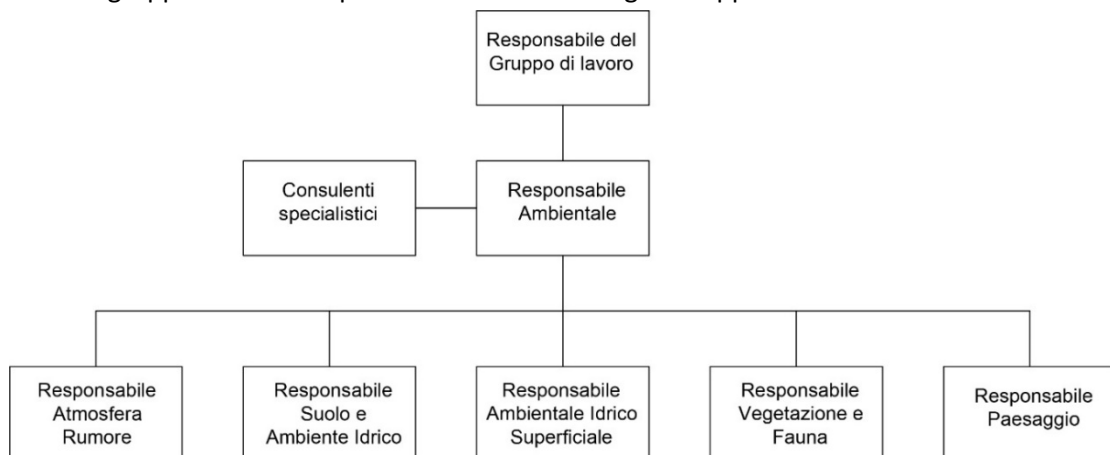 Responsabile del
Gruppo di lavoro
Consulenti
specialistici
Responsabile
Ambientale
Responsabile
Atmosfera
Rumore
Responsabile
Suolo e
Ambiente Idrico
Responsabile
Ambientale Idrico
Superficiale
Responsabile
Vegetazione e
Fauna
Responsabile
Paesaggio